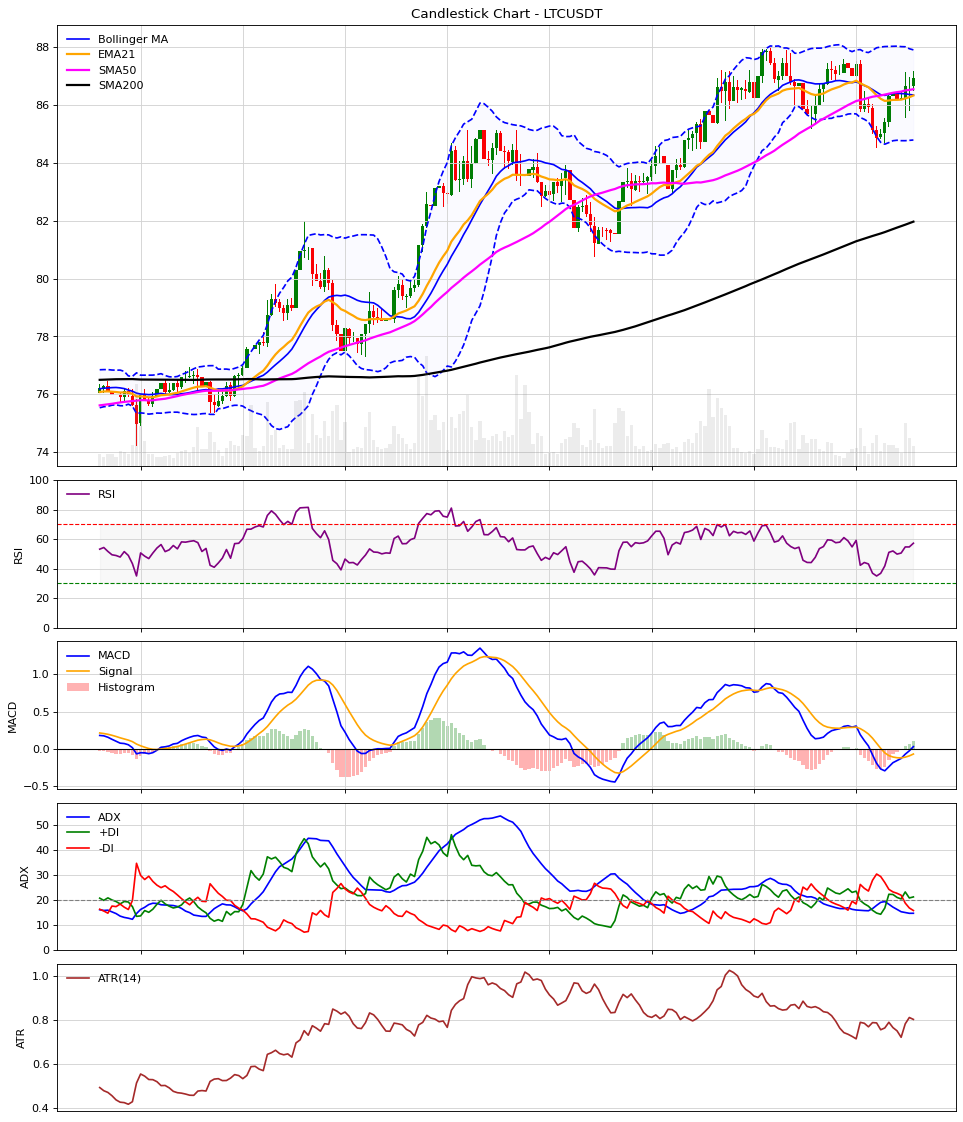 Candlestick Chart - LTCUSDT
Bollinger MA
EMA21
SMA50
SMA200
88
86
84
82
80
78
76
74
RSI
RSI
100
80
60
40
20
0
MACD
Signal
Histogram
MACD
1.0
0.5
0.0
−0.5
ADX
+DI
-DI
ADX
50
40
30
20
10
0
ATR(14)
ATR
1.0
0.8
0.6
0.4